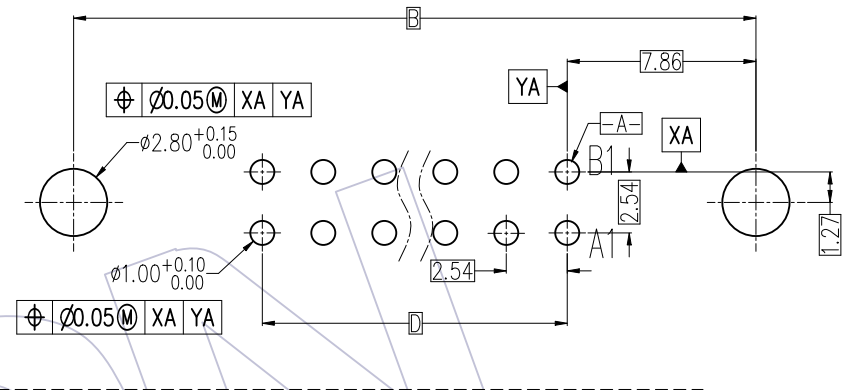 B
7.86
YA
⌖ Ø0.05Ⓜ XA YA
-A-
XA
ø2.80 +0.15
0.00
B1
2.54
1.27
A1
2.54
ø1.00 +0.10
0.00
⌖ Ø0.05Ⓜ XA YA
D